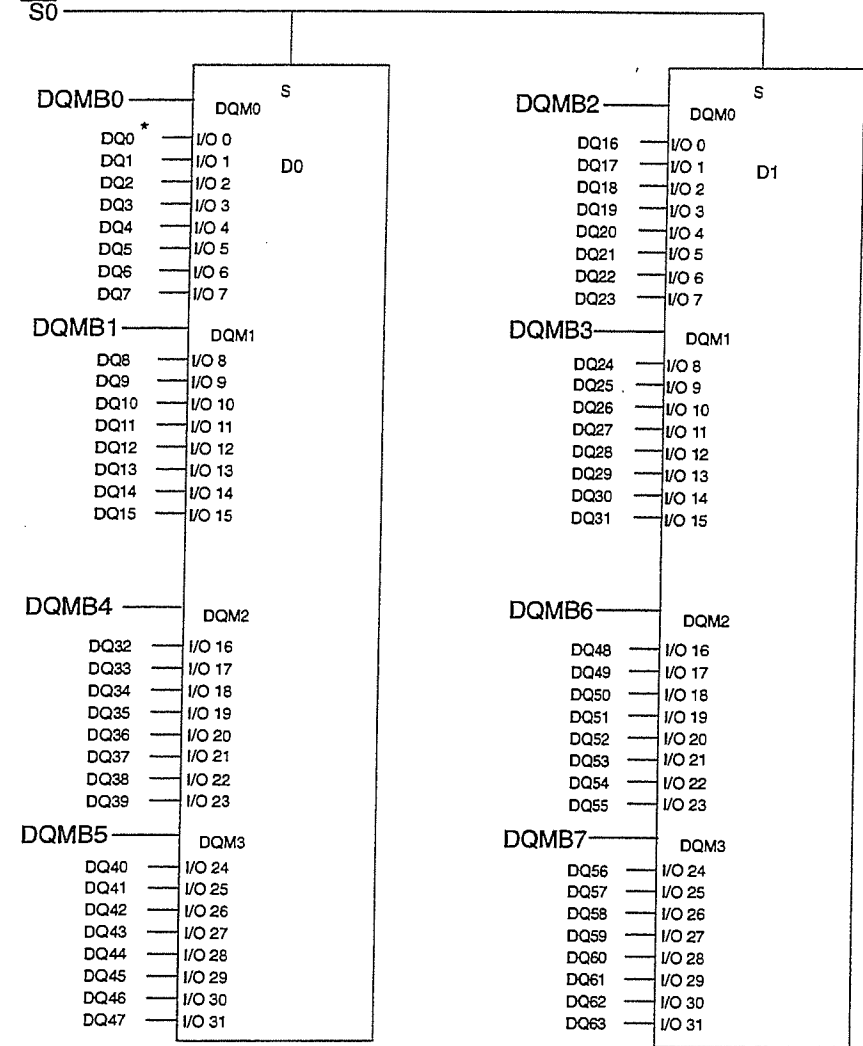 S0
S
DQMB0
DQM0
DQ0 * I/O 0
DQ1 I/O 1
D0
DQ2 I/O 2
DQ3 I/O 3
DQ4 I/O 4
DQ5 I/O 5
DQ6 I/O 6
DQ7 I/O 7
DQMB1
DQM1
DQ8 I/O 8
DQ9 I/O 9
DQ10 I/O 10
DQ11 I/O 11
DQ12 I/O 12
DQ13 I/O 13
DQ14 I/O 14
DQ15 I/O 15
DQMB4
DQM2
DQ32 I/O 16
DQ33 I/O 17
DQ34 I/O 18
DQ35 I/O 19
DQ36 I/O 20
DQ37 I/O 21
DQ38 I/O 22
DQ39 I/O 23
DQMB5
DQM3
DQ40 I/O 24
DQ41 I/O 25
DQ42 I/O 26
DQ43 I/O 27
DQ44 I/O 28
DQ45 I/O 29
DQ46 I/O 30
DQ47 I/O 31
S
DQMB2
DQM0
DQ16 I/O 0
DQ17 I/O 1
D1
DQ18 I/O 2
DQ19 I/O 3
DQ20 I/O 4
DQ21 I/O 5
DQ22 I/O 6
DQ23 I/O 7
DQMB3
DQM1
DQ24 I/O 8
DQ25 I/O 9
DQ26 I/O 10
DQ27 I/O 11
DQ28 I/O 12
DQ29 I/O 13
DQ30 I/O 14
DQ31 I/O 15
DQMB6
DQM2
DQ48 I/O 16
DQ49 I/O 17
DQ50 I/O 18
DQ51 I/O 19
DQ52 I/O 20
DQ53 I/O 21
DQ54 I/O 22
DQ55 I/O 23
DQMB7
DQM3
DQ56 I/O 24
DQ57 I/O 25
DQ58 I/O 26
DQ59 I/O 27
DQ60 I/O 28
DQ61 I/O 29
DQ62 I/O 30
DQ63 I/O 31